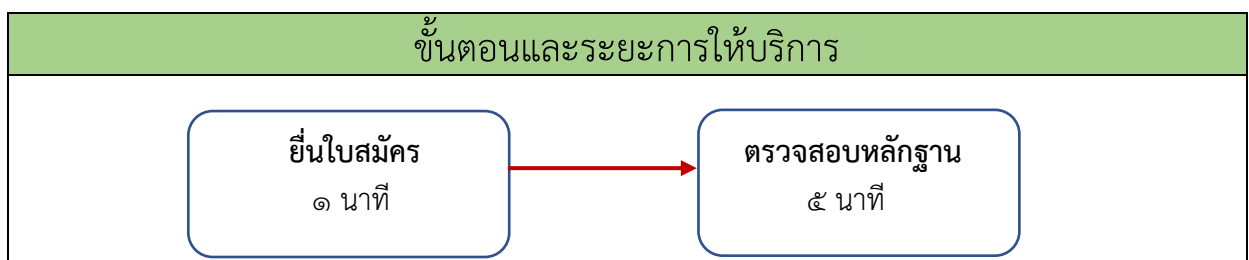 ขั้นตอนและระยะการให้บริการ
ยื่นใบสมัคร
๑ นาที
ตรวจสอบหลักฐาน
๕ นาที